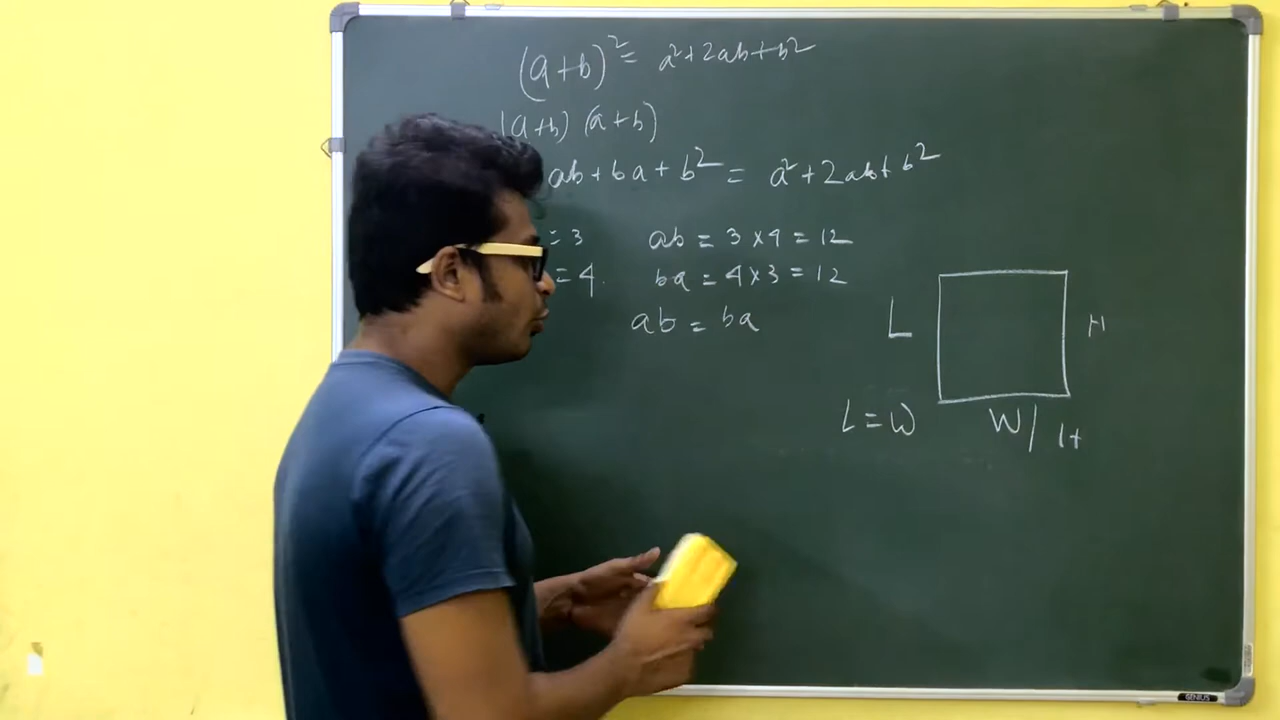 (a+b)² = a²+2ab+b²
(a+b) (a+b)
ab+ba+b² = a²+2ab+b²
=3 ab = 3×4 = 12
=4. ba = 4×3 = 12
ab = ba
L H
L=W W/H
GENIUS